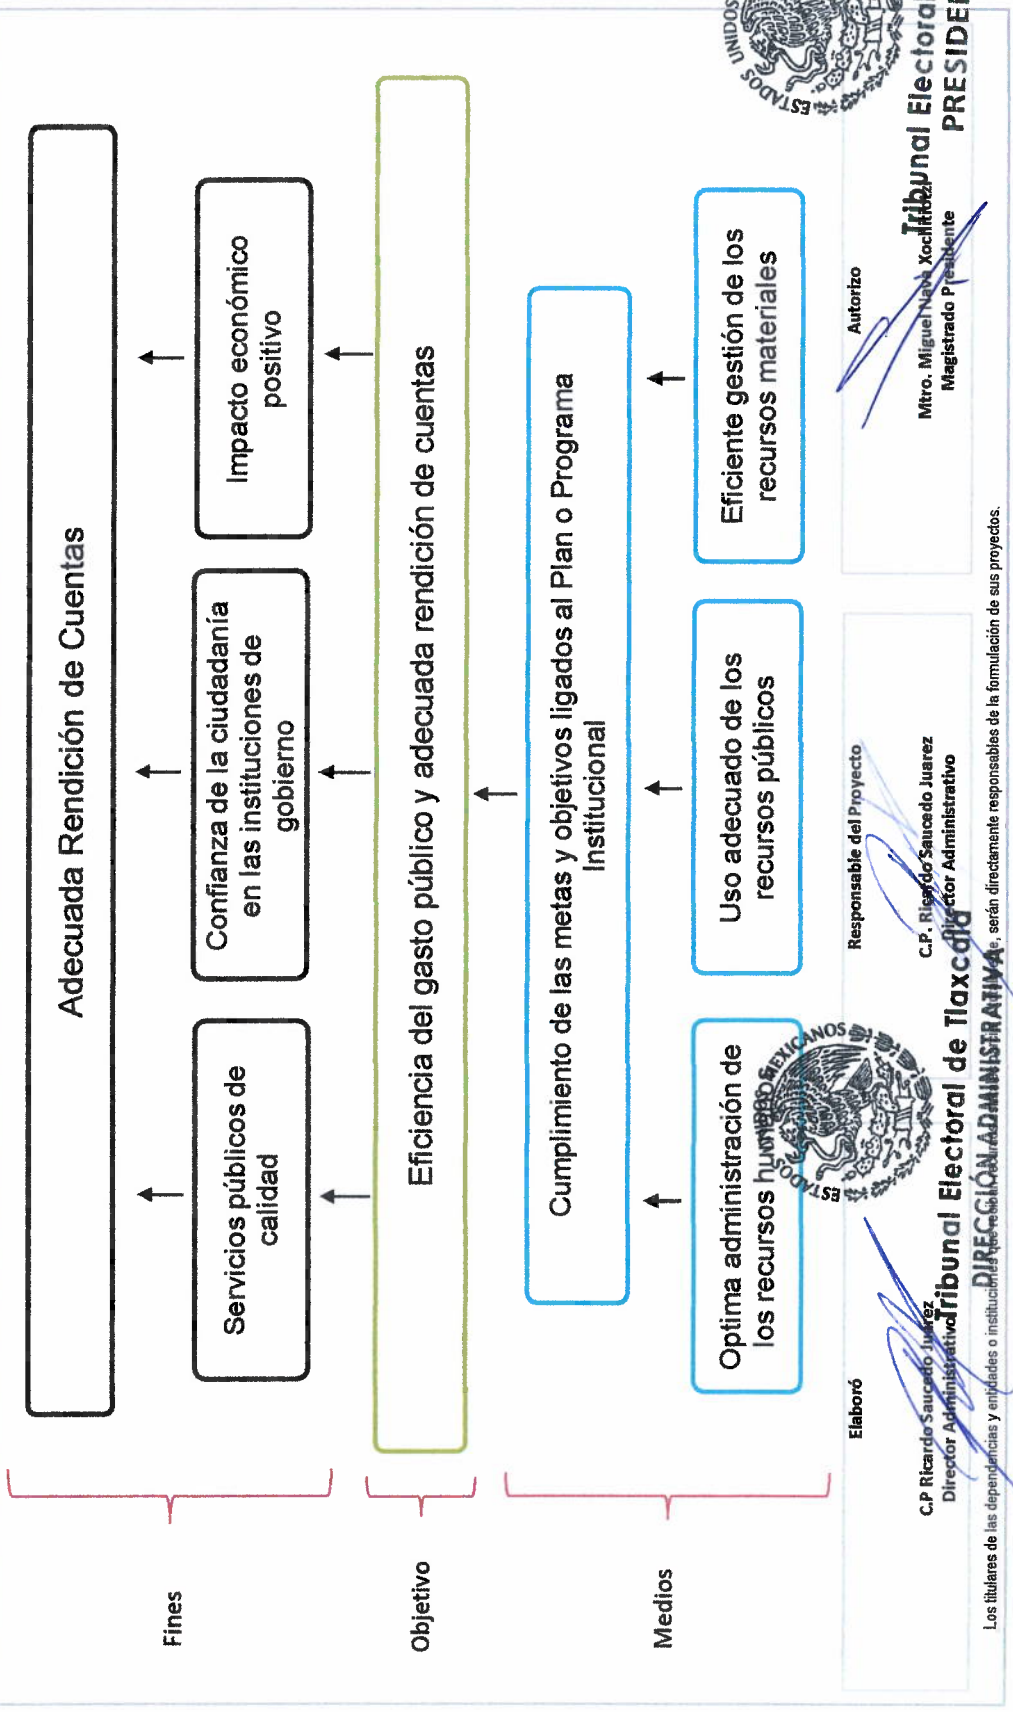 Adecuada Rendición de Cuentas
Fines
Servicios públicos de
calidad
Confianza de la ciudadanía
en las instituciones de
gobierno
Impacto económico
positivo
Objetivo
Eficiencia del gasto público y adecuada rendición de cuentas
Medios
Cumplimiento de las metas y objetivos ligados al Plan o Programa
Institucional
Optima administración de
los recursos humanos
Uso adecuado de los
recursos públicos
Eficiente gestión de los
recursos materiales
ESTADOS UNIDOS MEXICANOS
ESTADOS UNIDOS
Elaboró
C.P Ricardo Saucedo Juarez
Director Administrativo
Responsable del Proyecto
C.P. Ricardo Saucedo Juarez
Director Administrativo
Autorizo
Mtro. Miguel Nava Xochitiotzi
Magistrado Presidente
Tribunal Electoral de Tlaxcala
DIRECCIÓN ADMINISTRATIVA
Tribunal Electoral
PRESIDE
Los titulares de las dependencias y entidades o instituciones que reciban, serán directamente responsables de la formulación de sus proyectos.